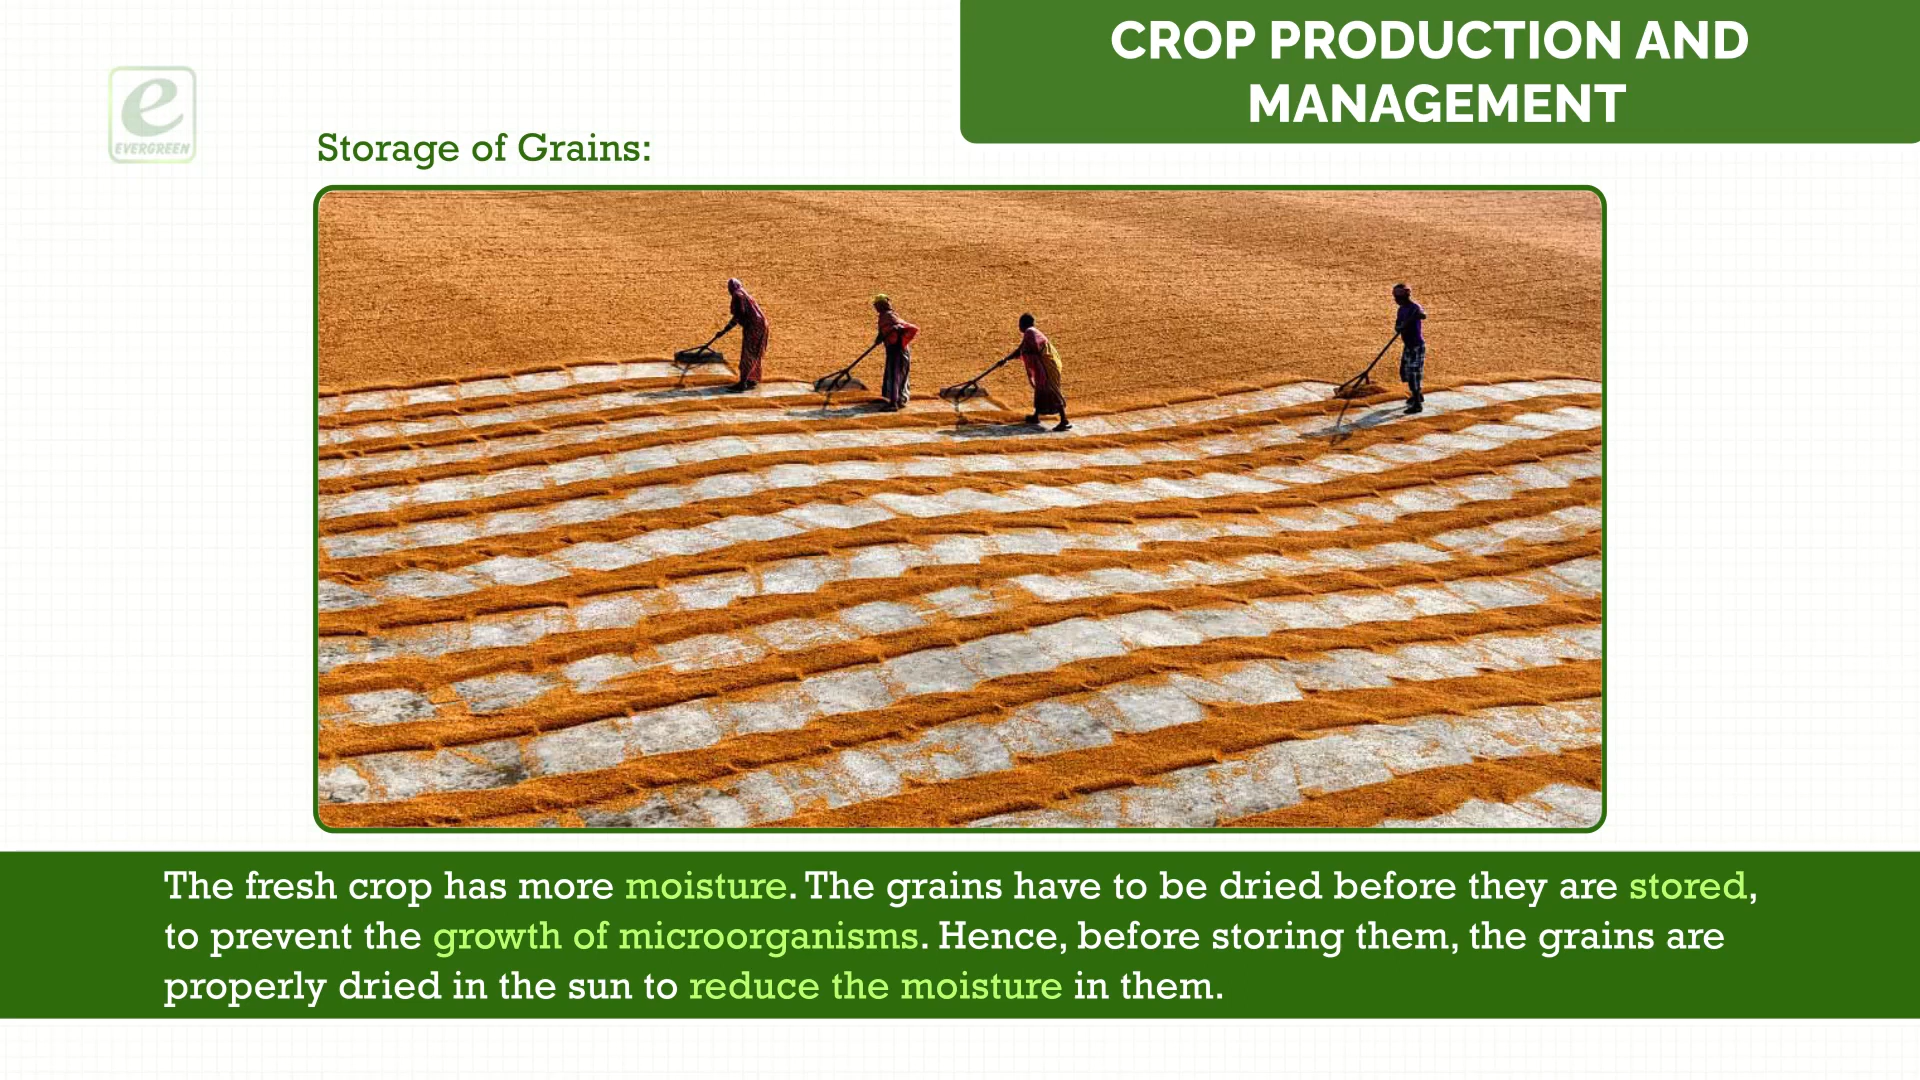 CROP PRODUCTION AND
MANAGEMENT
e
EVERGREEN
Storage of Grains:
The fresh crop has more moisture. The grains have to be dried before they are stored,
to prevent the growth of microorganisms. Hence, before storing them, the grains are
properly dried in the sun to reduce the moisture in them.